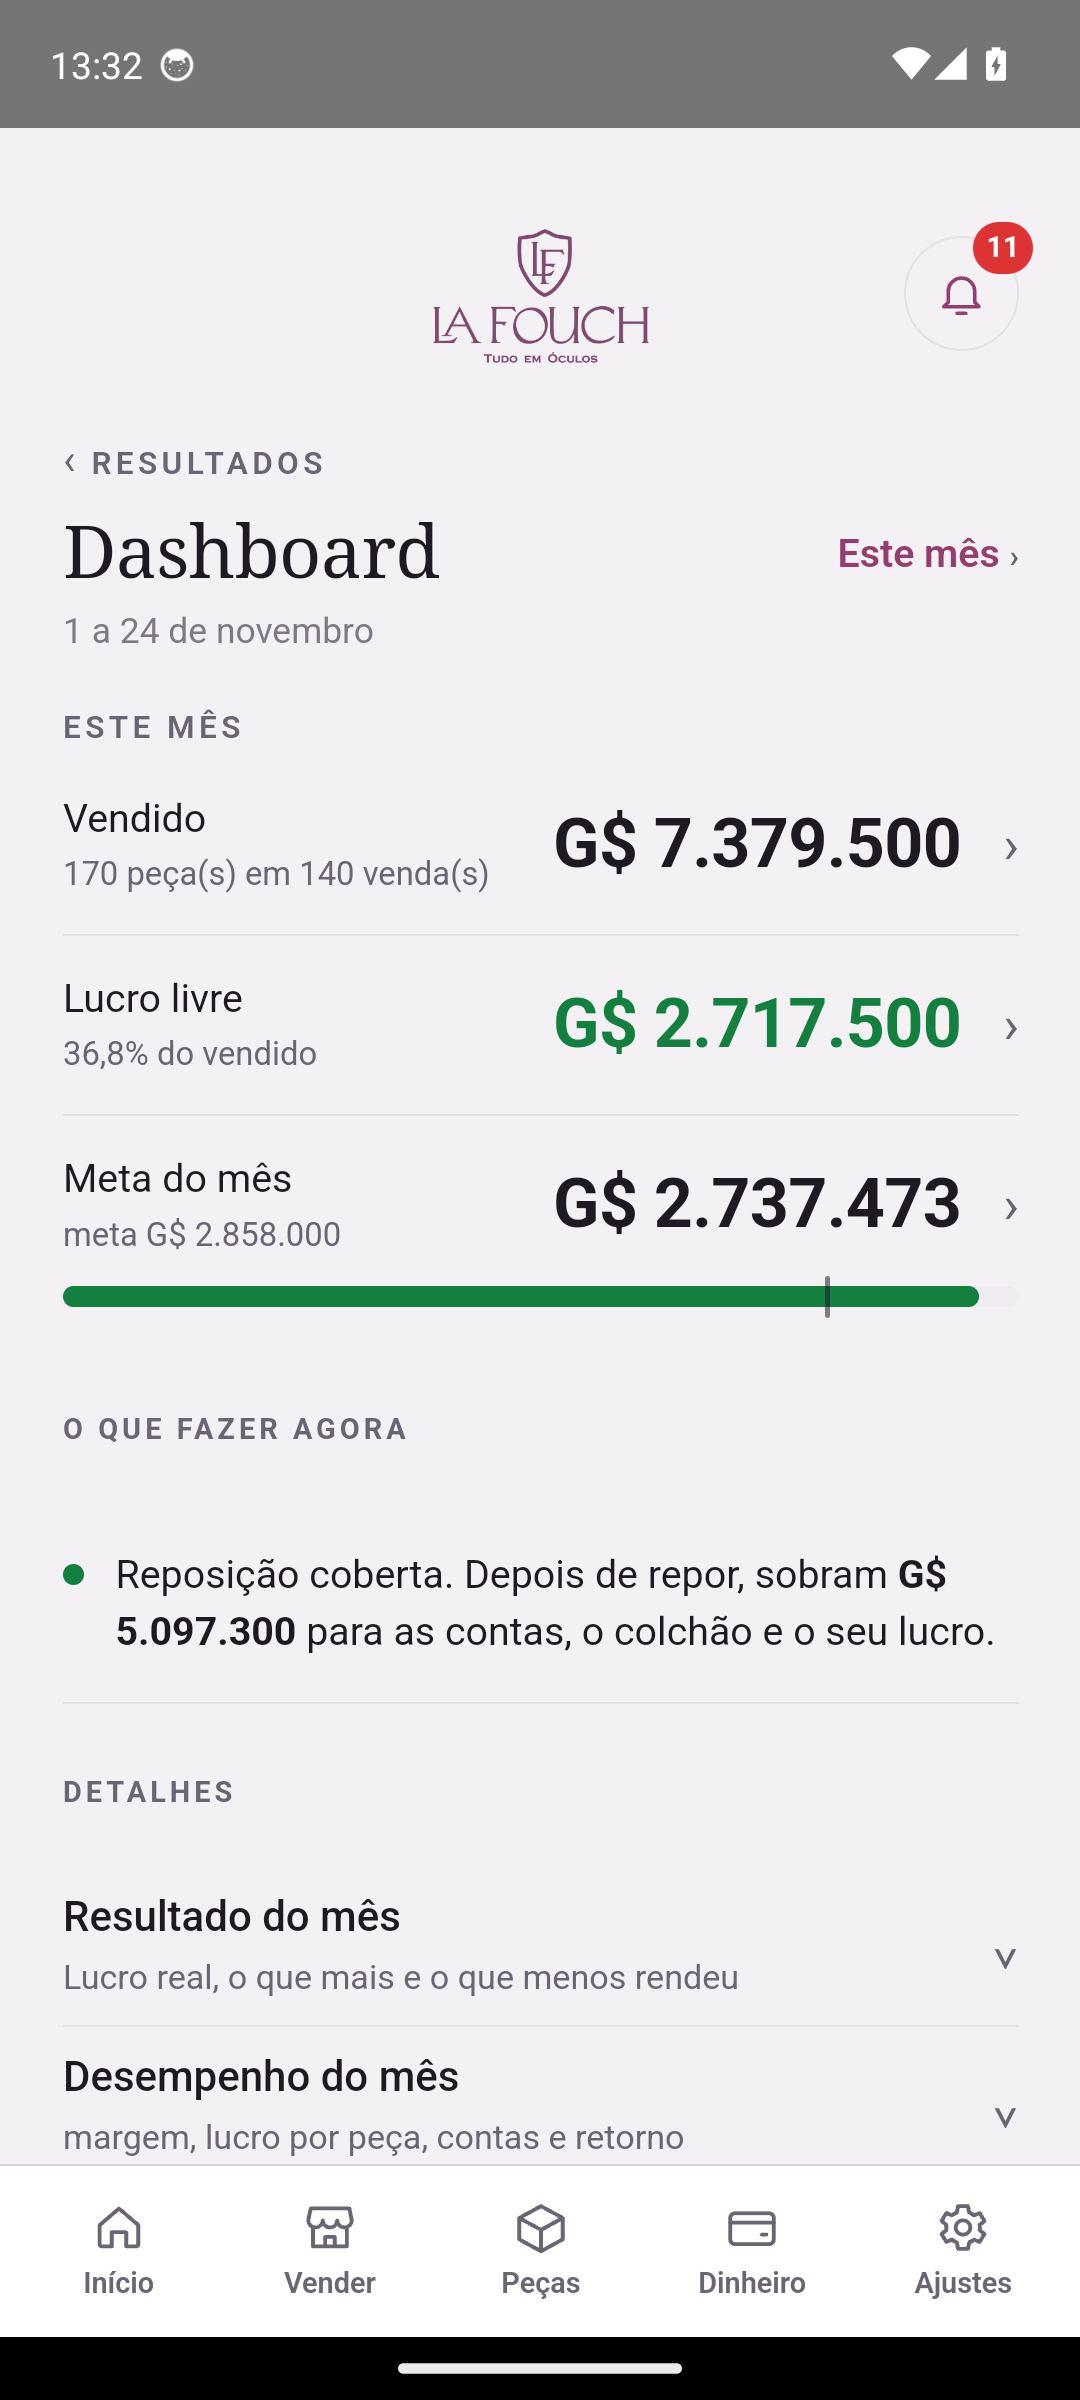 13:32
LF
LA FOUCH
TUDO EM ÓCULOS
11
‹ RESULTADOS
Dashboard
Este mês ›
1 a 24 de novembro
ESTE MÊS
Vendido
G$ 7.379.500 ›
170 peça(s) em 140 venda(s)
Lucro livre
G$ 2.717.500 ›
36,8% do vendido
Meta do mês
G$ 2.737.473 ›
meta G$ 2.858.000
O QUE FAZER AGORA
Reposição coberta. Depois de repor, sobram G$
5.097.300 para as contas, o colchão e o seu lucro.
DETALHES
Resultado do mês
Lucro real, o que mais e o que menos rendeu
Desempenho do mês
margem, lucro por peça, contas e retorno
Início
Vender
Peças
Dinheiro
Ajustes